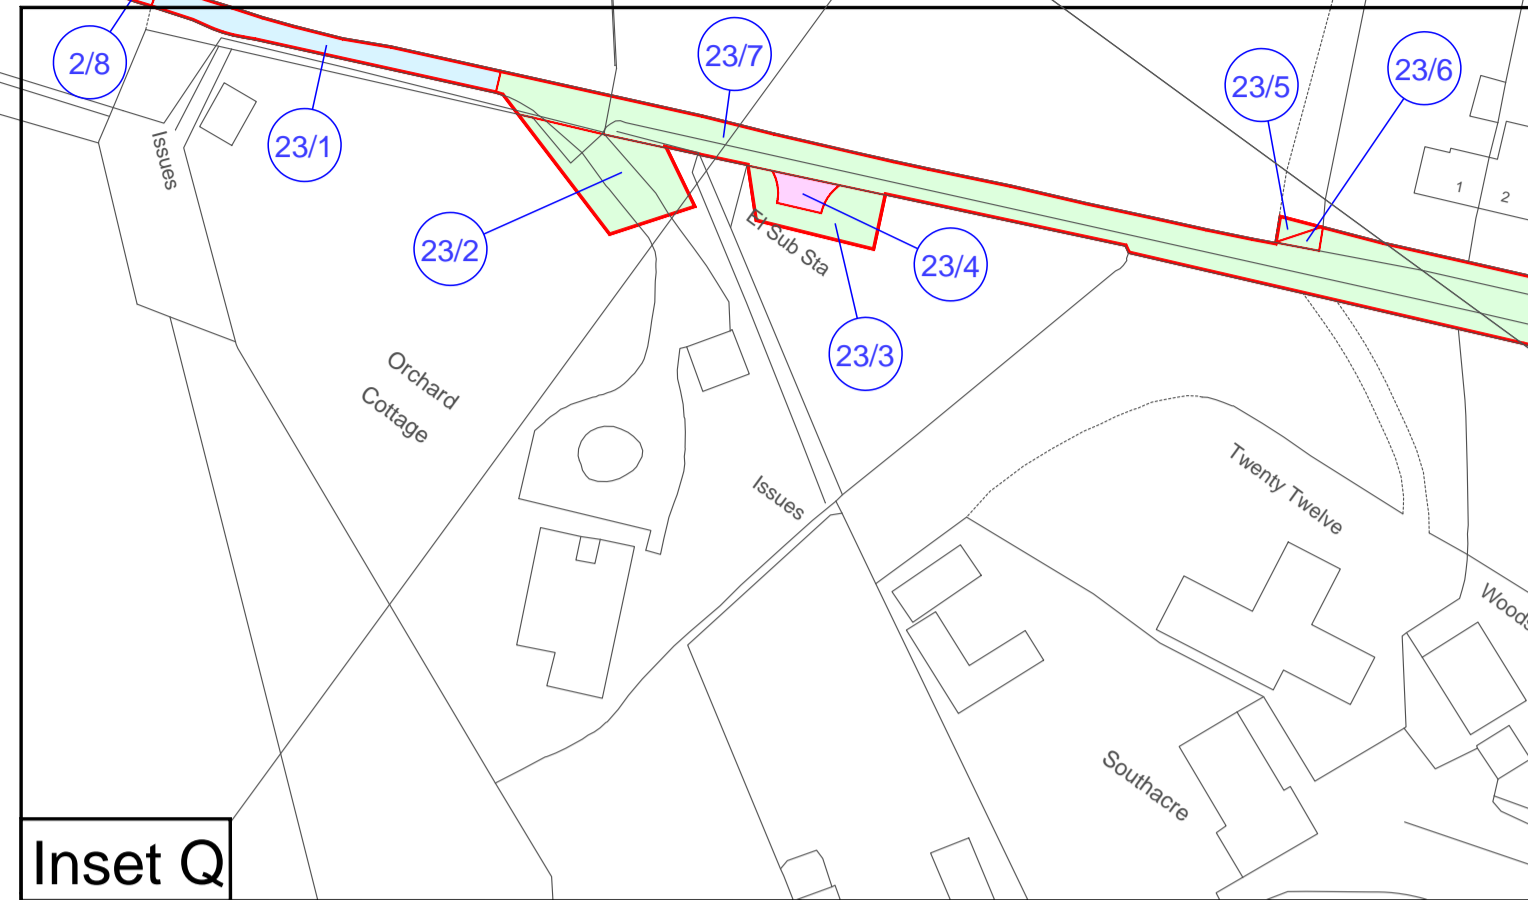 2/8
23/1
23/7
23/5
23/6
Issues
1
2
23/2
El Sub Sta
23/4
23/3
Orchard
Cottage
Issues
Twenty Twelve
Southacre
Inset Q